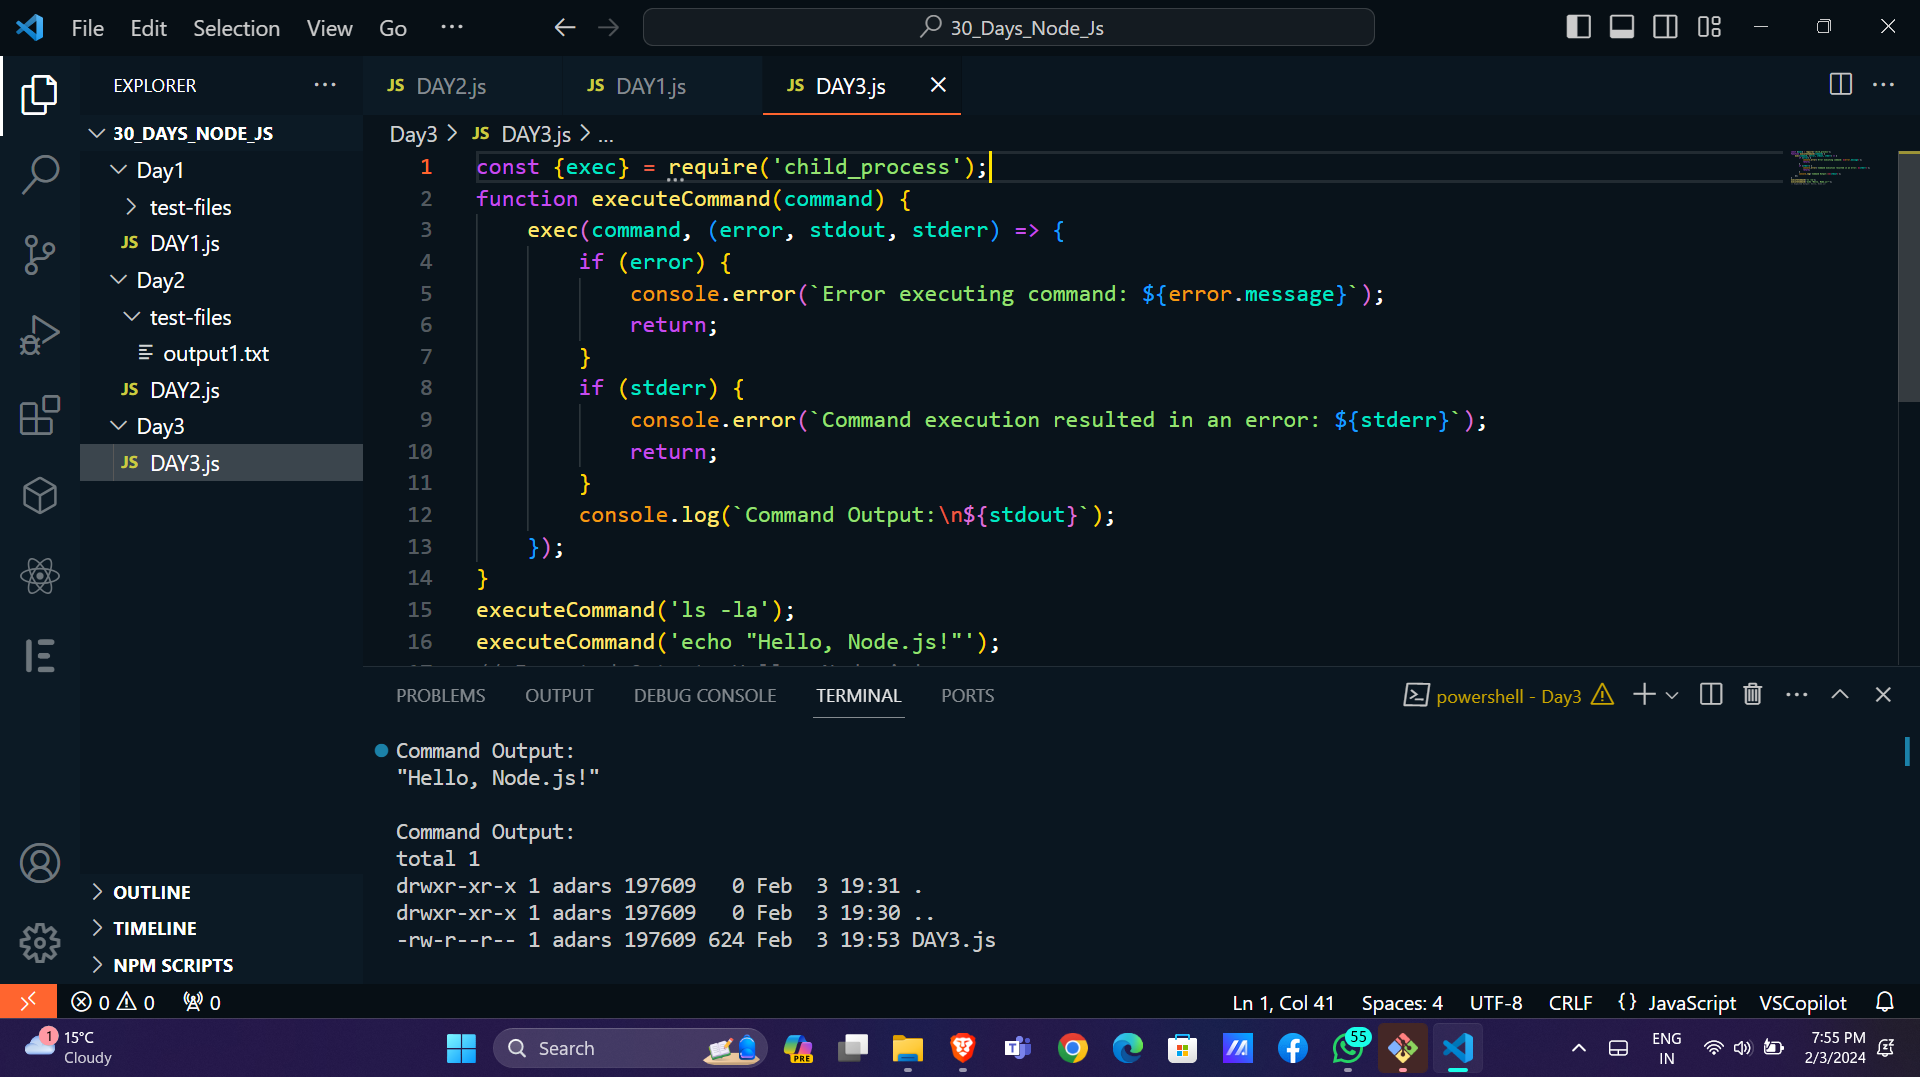 File Edit Selection View Go ···
30_Days_Node_Js
EXPLORER ···
JS DAY2.js JS DAY1.js JS DAY3.js
30_DAYS_NODE_JS
Day1
test-files
JS DAY1.js
Day2
test-files
output1.txt
JS DAY2.js
Day3
JS DAY3.js
OUTLINE
TIMELINE
NPM SCRIPTS
Day3 > JS DAY3.js > ...
1 const {exec} = require('child_process');
2 function executeCommand(command) {
3 exec(command, (error, stdout, stderr) => {
4 if (error) {
5 console.error(`Error executing command: ${error.message}`);
6 return;
7 }
8 if (stderr) {
9 console.error(`Command execution resulted in an error: ${stderr}`);
10 return;
11 }
12 console.log(`Command Output:\n${stdout}`);
13 });
14 }
15 executeCommand('ls -la');
16 executeCommand('echo "Hello, Node.js!"');
PROBLEMS OUTPUT DEBUG CONSOLE TERMINAL PORTS
powershell - Day3
Command Output:
"Hello, Node.js!"
Command Output:
total 1
drwxr-xr-x 1 adars 197609 0 Feb 3 19:31 .
drwxr-xr-x 1 adars 197609 0 Feb 3 19:30 ..
-rw-r--r-- 1 adars 197609 624 Feb 3 19:53 DAY3.js
0 0 0
Ln 1, Col 41 Spaces: 4 UTF-8 CRLF {} JavaScript VSCopilot
1
15°C
Cloudy
Search
PRE
55
ENG
IN
7:55 PM
2/3/2024